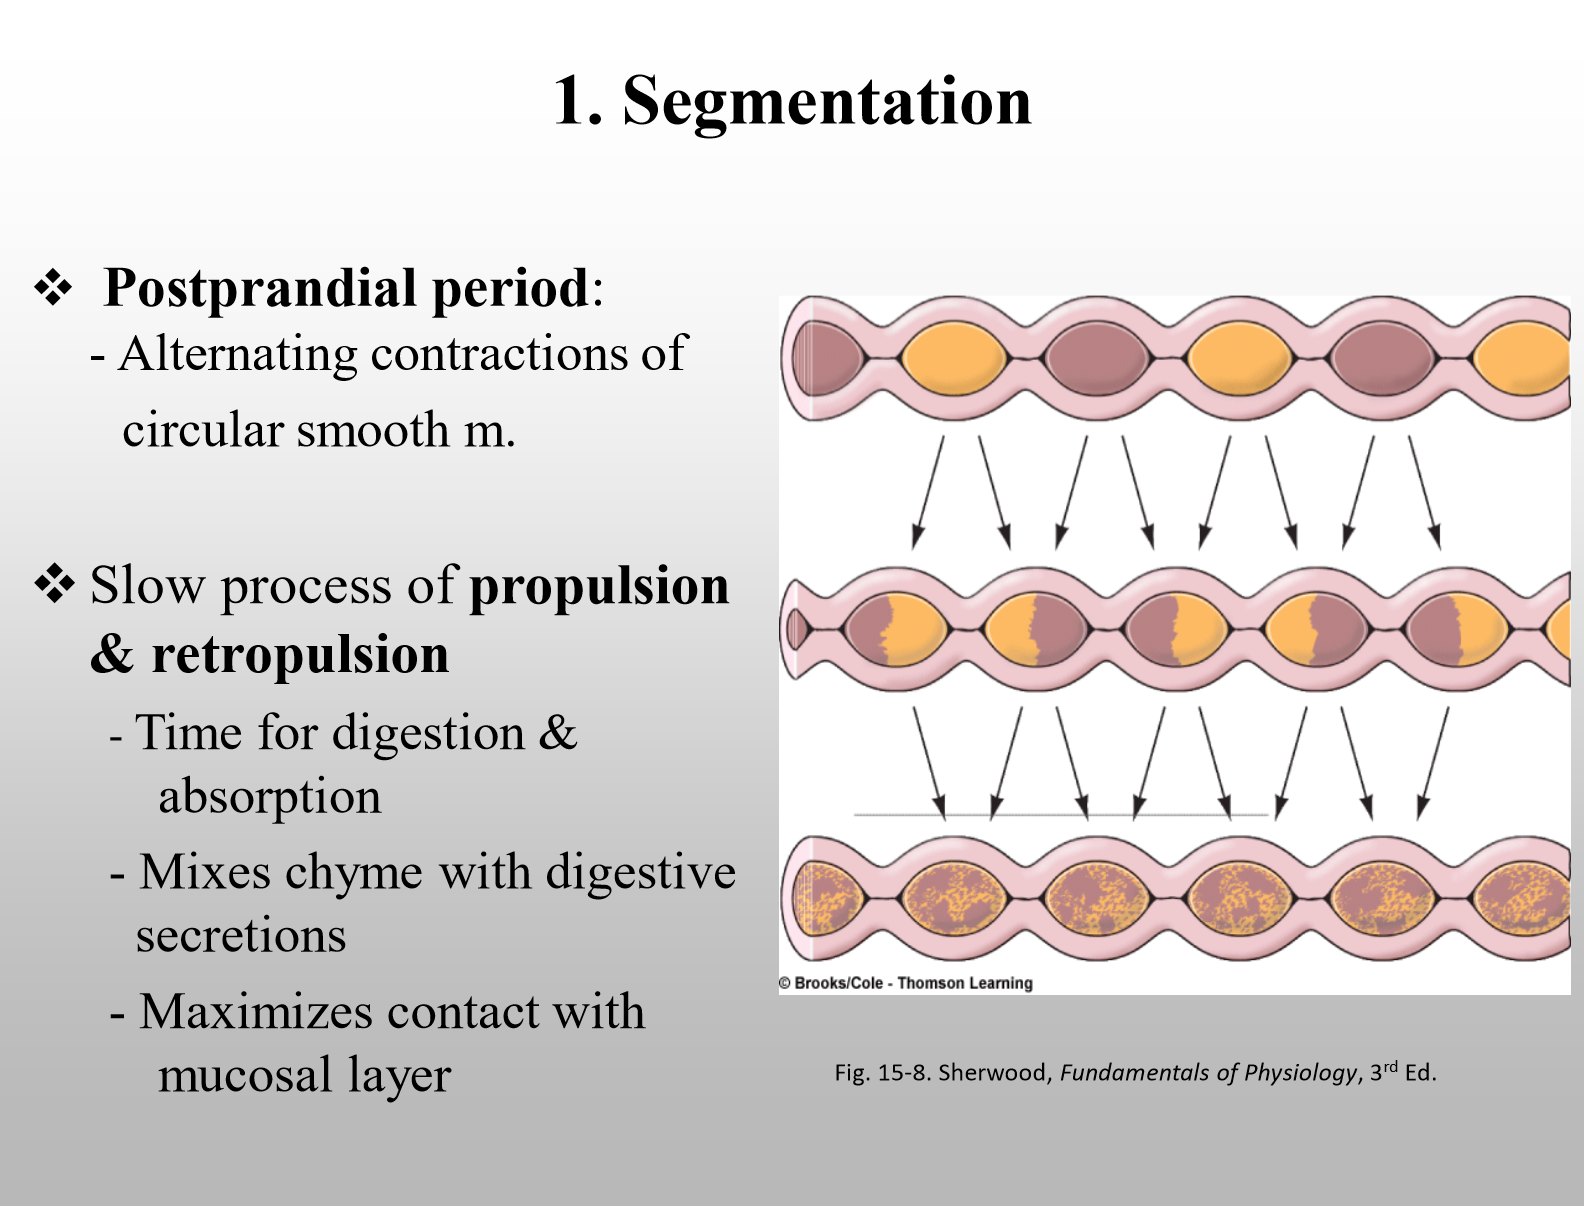 1. Segmentation
❖ Postprandial period:
- Alternating contractions of
circular smooth m.
❖ Slow process of propulsion
& retropulsion
- Time for digestion &
absorption
- Mixes chyme with digestive
secretions
- Maximizes contact with
mucosal layer
© Brooks/Cole - Thomson Learning
Fig. 15-8. Sherwood, Fundamentals of Physiology, 3rd Ed.